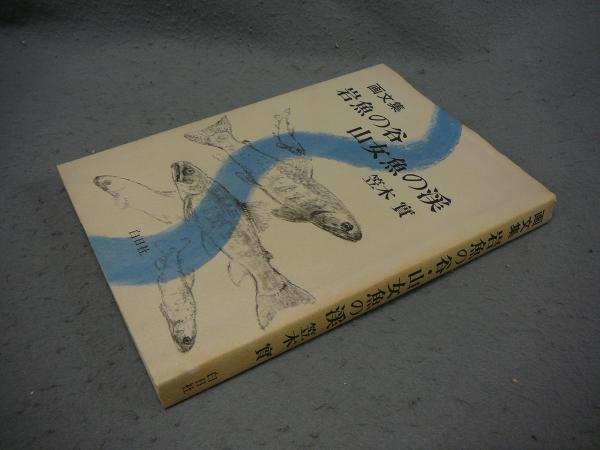 画文集
岩魚の谷
山女魚の渓
笠木 實
白日社
画文集 岩魚の谷・山女魚の渓 笠木 實 白日社